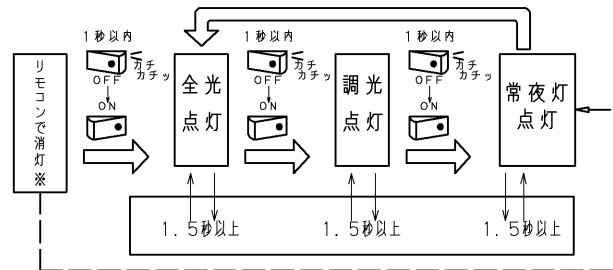 リモコンで消灯※
1秒以内
カチ
カチッ
OFF
ON
全光
点灯
1秒以内
カチ
カチッ
OFF
ON
調光
点灯
1秒以内
カチ
カチッ
OFF
ON
常夜灯
点灯
1.5秒以上
1.5秒以上
1.5秒以上